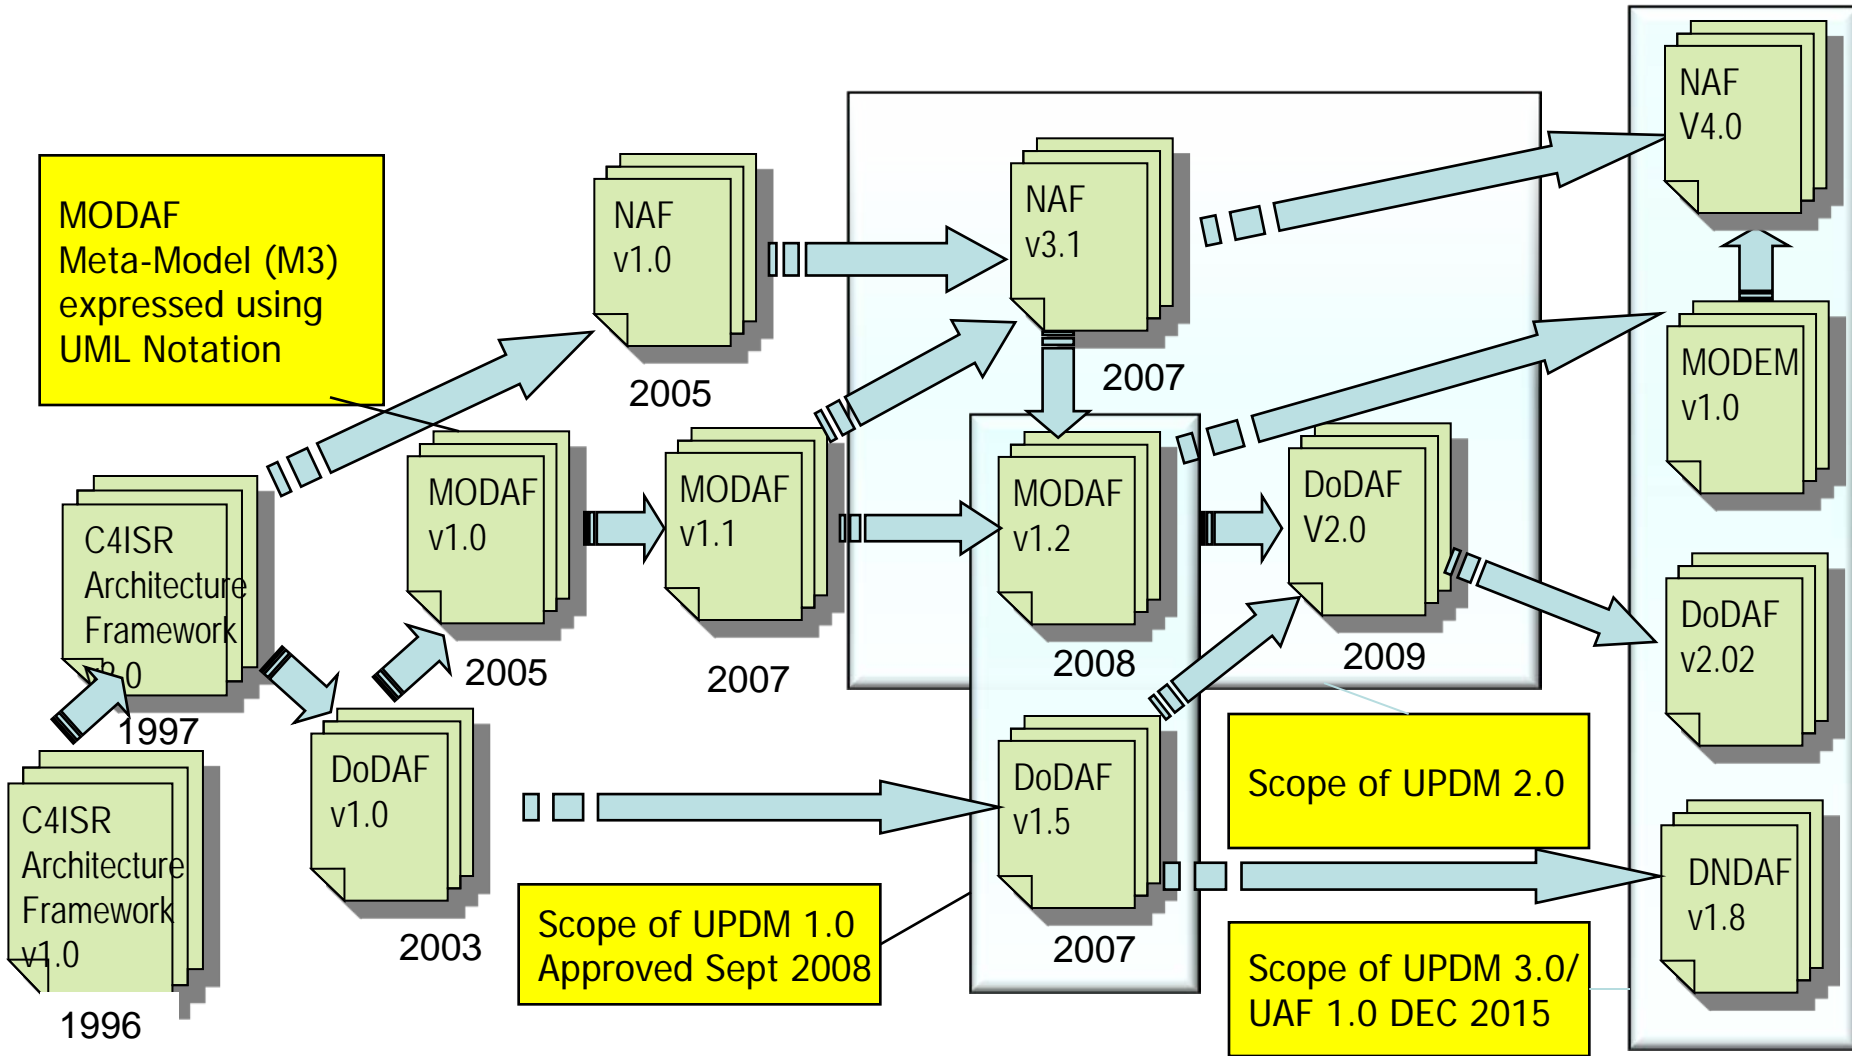 NAF
V4.0
MODAF
Meta-Model (M3)
expressed using
UML Notation
NAF
v1.0
2005
NAF
v3.1
2007
MODEM
v1.0
C4ISR
Architecture
Framework
v2.0
1997
MODAF
v1.0
2005
MODAF
v1.1
2007
MODAF
v1.2
2008
DoDAF
V2.0
2009
DoDAF
v2.02
C4ISR
Architecture
Framework
v1.0
1996
DoDAF
v1.0
2003
DoDAF
v1.5
2007
Scope of UPDM 2.0
DNDAF
v1.8
Scope of UPDM 1.0
Approved Sept 2008
Scope of UPDM 3.0/
UAF 1.0 DEC 2015